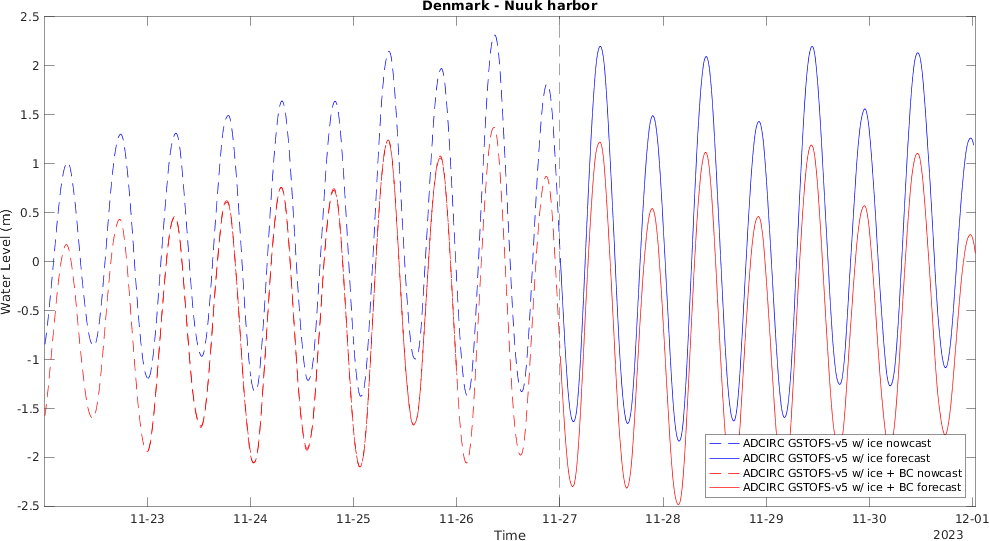 Denmark - Nuuk harbor
2.5
2
1.5
1
0.5
0
-0.5
-1
-1.5
-2
-2.5
Water Level (m)
ADCIRC GSTOFS-v5 w/ ice nowcast
ADCIRC GSTOFS-v5 w/ ice forecast
ADCIRC GSTOFS-v5 w/ ice + BC nowcast
ADCIRC GSTOFS-v5 w/ ice + BC forecast
11-23 11-24 11-25 11-26 11-27 11-28 11-29 11-30 12-01
Time
2023